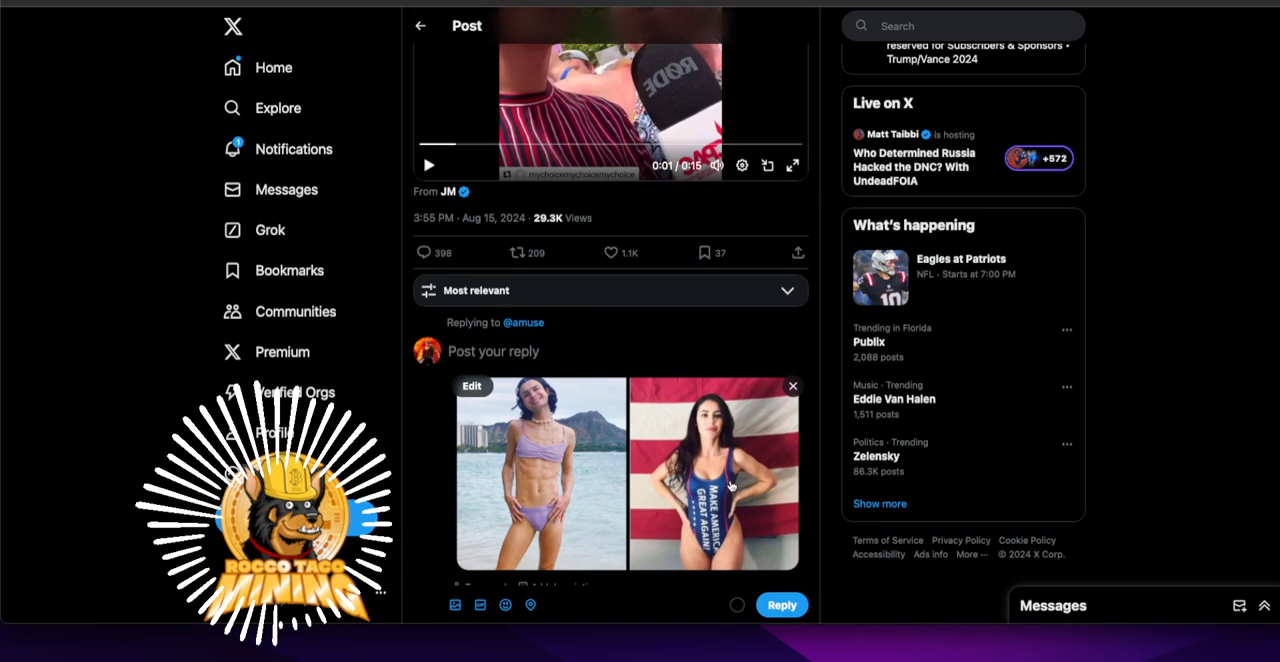 Home
Explore
1
Notifications
Messages
Grok
Bookmarks
Communities
Premium
Verified Orgs
Profile
ROCCO TACO
MINING
Post
RØDE
0:01 / 0:15
mychoicemychoicemychoice
From JM
3:55 PM · Aug 15, 2024 · 29.3K Views
398
209
1.1K
37
Most relevant
Replying to @amuse
Post your reply
Edit
MAKE AMERICA
GREAT AGAIN!
GIF
Reply
Search
reserved for Subscribers & Sponsors •
Trump/Vance 2024
Live on X
Matt Taibbi is hosting
Who Determined Russia
Hacked the DNC? With
UndeadFOIA
+572
What's happening
Eagles at Patriots
NFL · Starts at 7:00 PM
Trending in Florida
Publix
2,088 posts
Music · Trending
Eddie Van Halen
1,511 posts
Politics · Trending
Zelensky
86.3K posts
Show more
Terms of Service Privacy Policy Cookie Policy
Accessibility Ads info More ··· © 2024 X Corp.
Messages